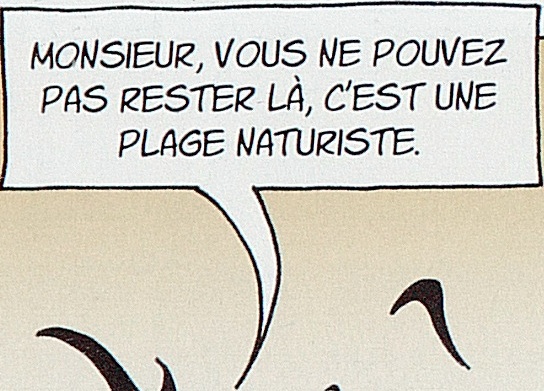 MONSIEUR, VOUS NE POUVEZ
PAS RESTER LÀ, C'EST UNE
PLAGE NATURISTE.